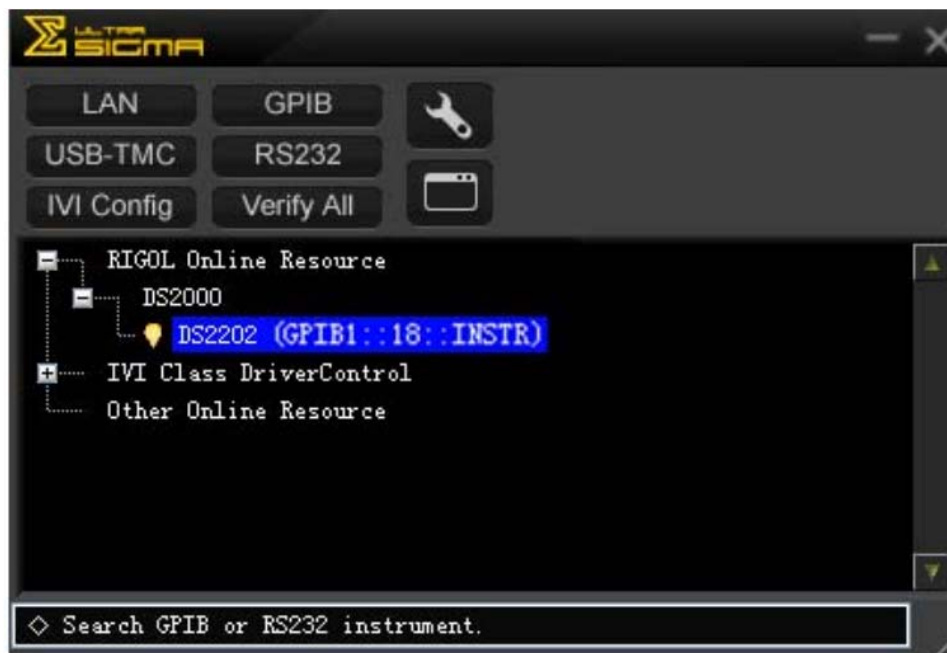 ULTRA
SIGMA
LAN GPIB
USB-TMC RS232
IVI Config Verify All
RIGOL Online Resource
DS2000
DS2202 (GPIB1::18::INSTR)
IVI Class DriverControl
Other Online Resource
◇ Search GPIB or RS232 instrument.